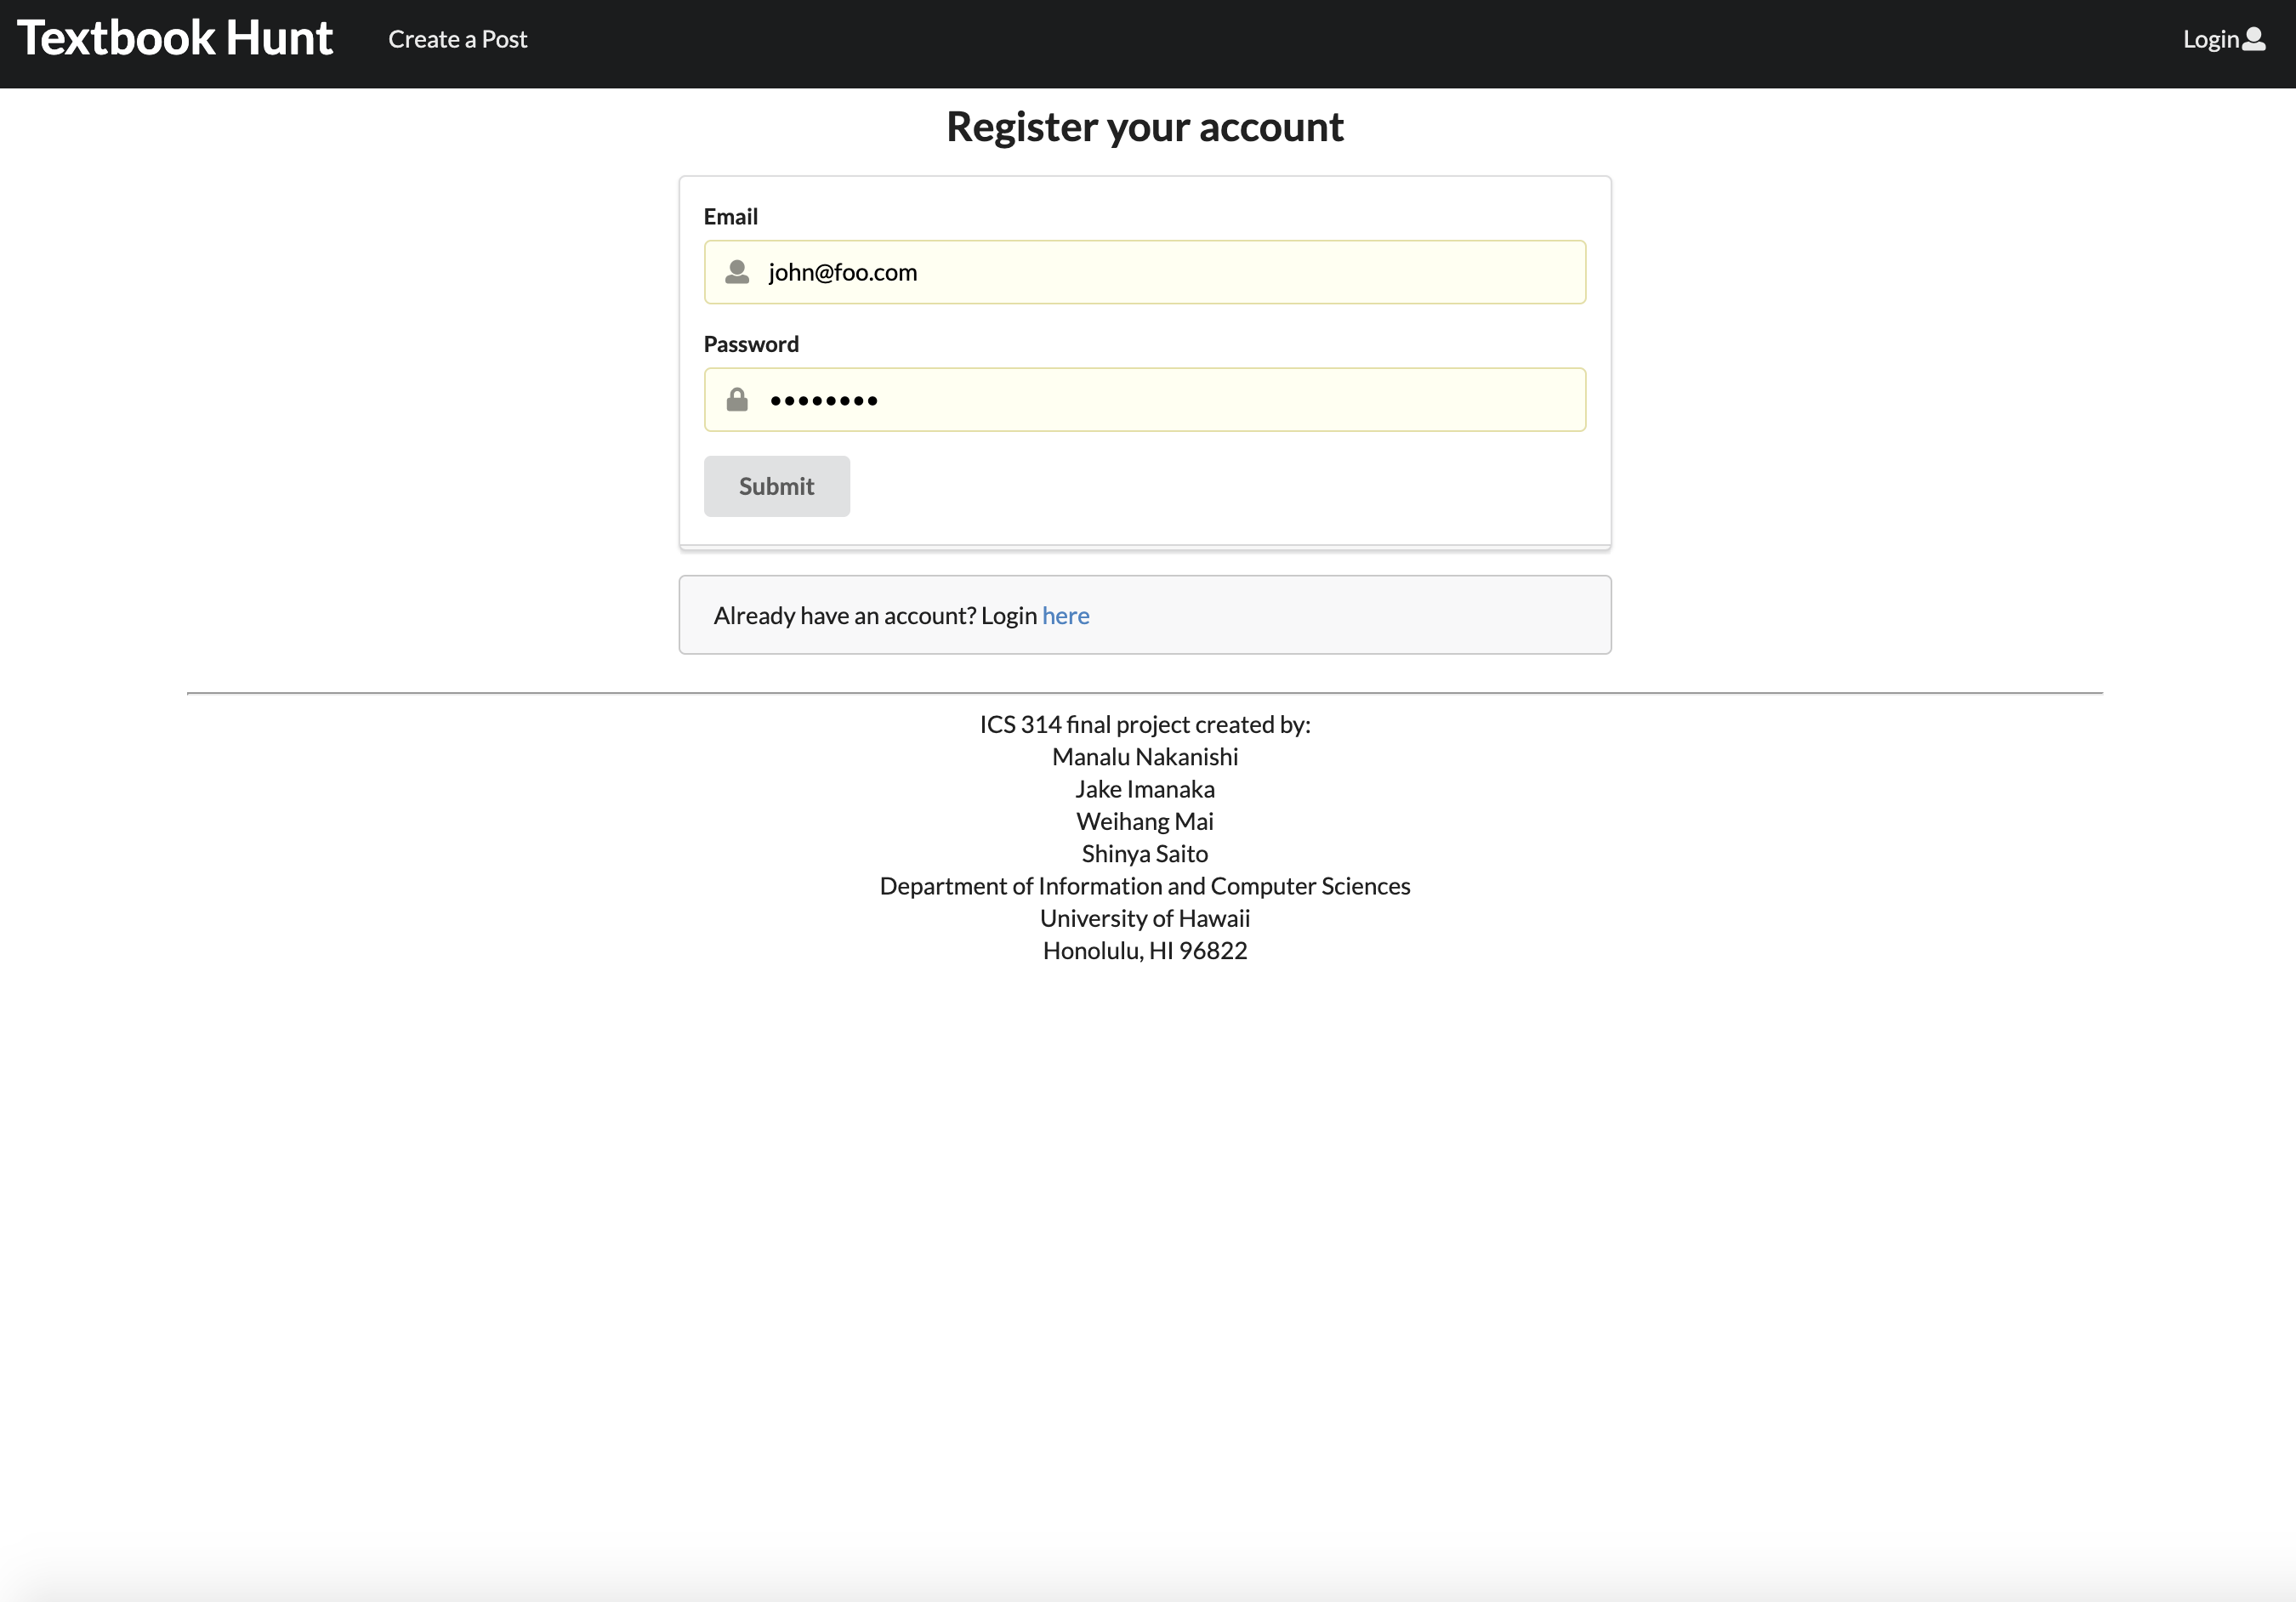 Textbook Hunt Create a Post Login
Register your account
Email
john@foo.com
Password
••••••••
Submit
Already have an account? Login here
ICS 314 final project created by:
Manalu Nakanishi
Jake Imanaka
Weihang Mai
Shinya Saito
Department of Information and Computer Sciences
University of Hawaii
Honolulu, HI 96822